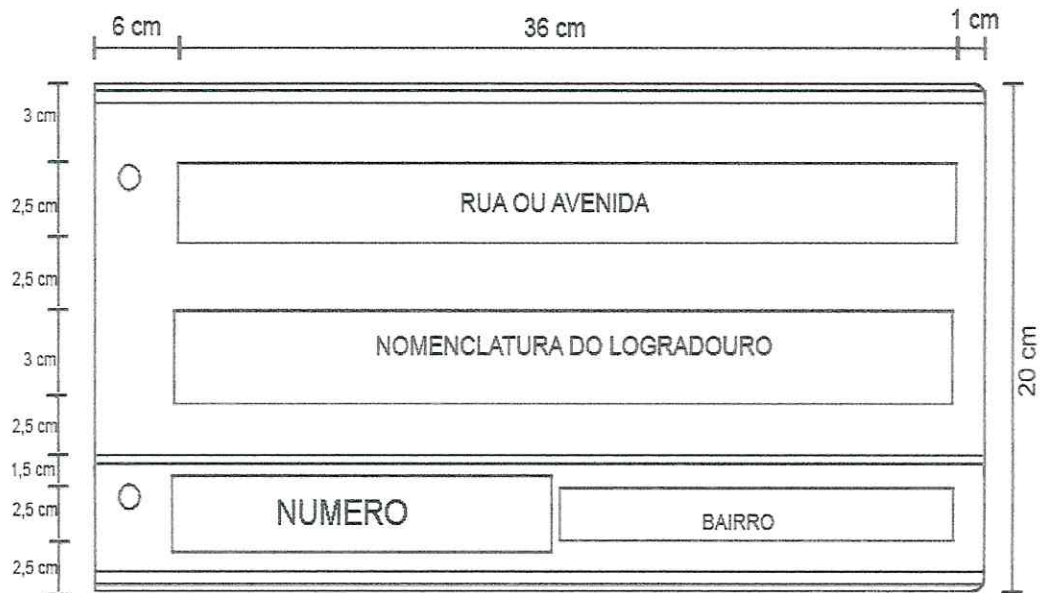 6 cm 36 cm 1 cm
3 cm
2,5 cm
RUA OU AVENIDA
2,5 cm
3 cm
NOMENCLATURA DO LOGRADOURO
20 cm
2,5 cm
1,5 cm
2,5 cm
NUMERO
BAIRRO
2,5 cm